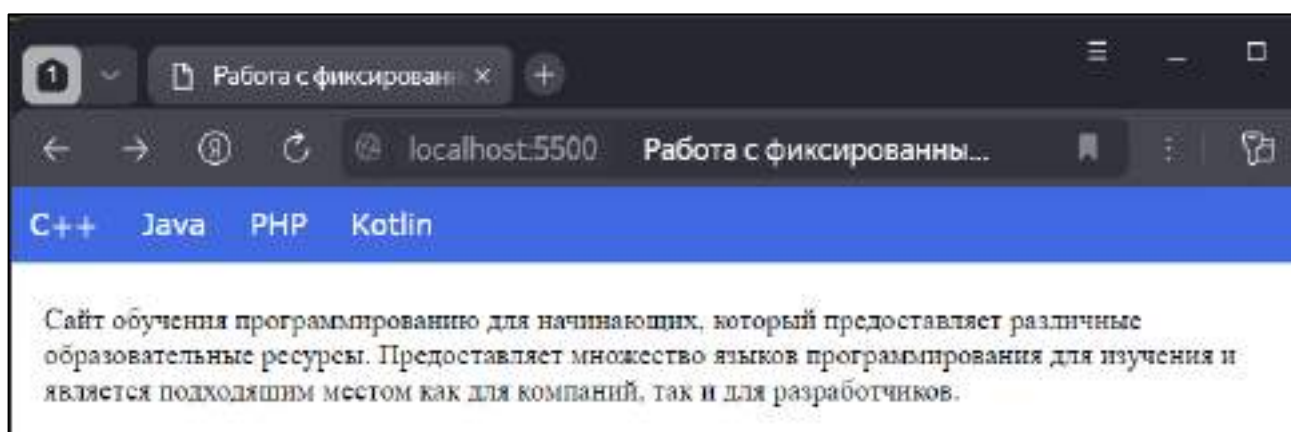 1 Работа с фиксирован
localhost:5500 Работа с фиксированны...
C++ Java PHP Kotlin
Сайт обучения программированию для начинающих, который предоставляет различные
образовательные ресурсы. Предоставляет множество языков программирования для изучения и
является подходящим местом как для компаний, так и для разработчиков.